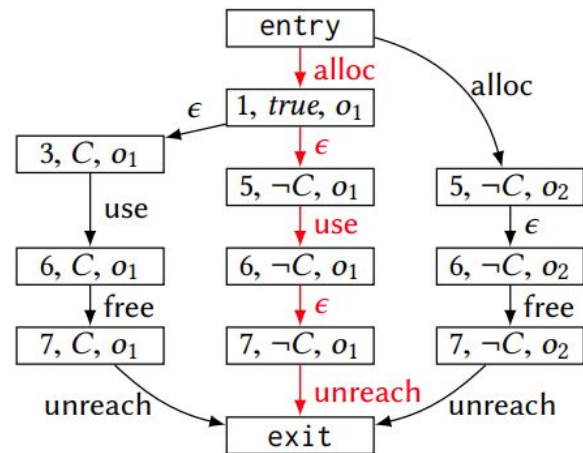 entry
alloc
alloc
1, true, o₁
ϵ
ϵ
3, C, o₁
5, ¬C, o₁
5, ¬C, o₂
use
use
ϵ
6, C, o₁
6, ¬C, o₁
6, ¬C, o₂
free
ϵ
free
7, C, o₁
7, ¬C, o₁
7, ¬C, o₂
unreach
unreach
unreach
exit